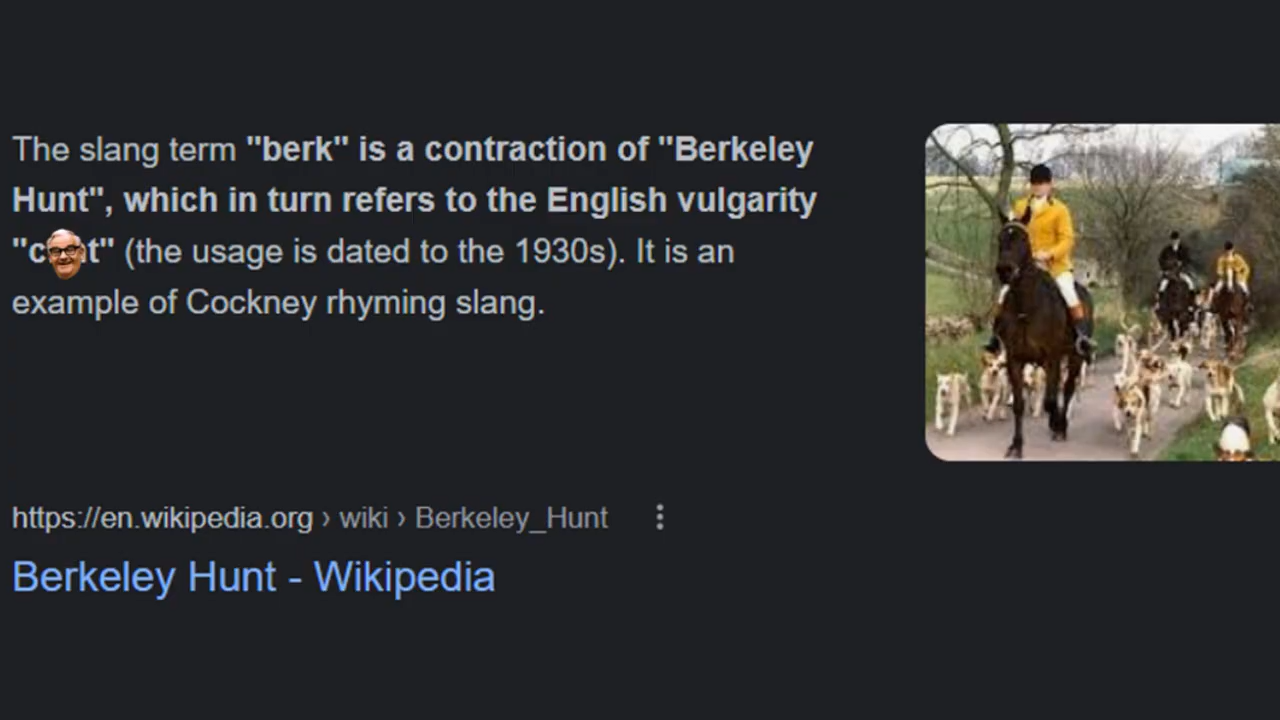 The slang term "berk" is a contraction of "Berkeley
Hunt", which in turn refers to the English vulgarity
(the usage is dated to the 1930s). It is an
example of Cockney rhyming slang.
https://en.wikipedia.org › wiki › Berkeley_Hunt
Berkeley Hunt - Wikipedia